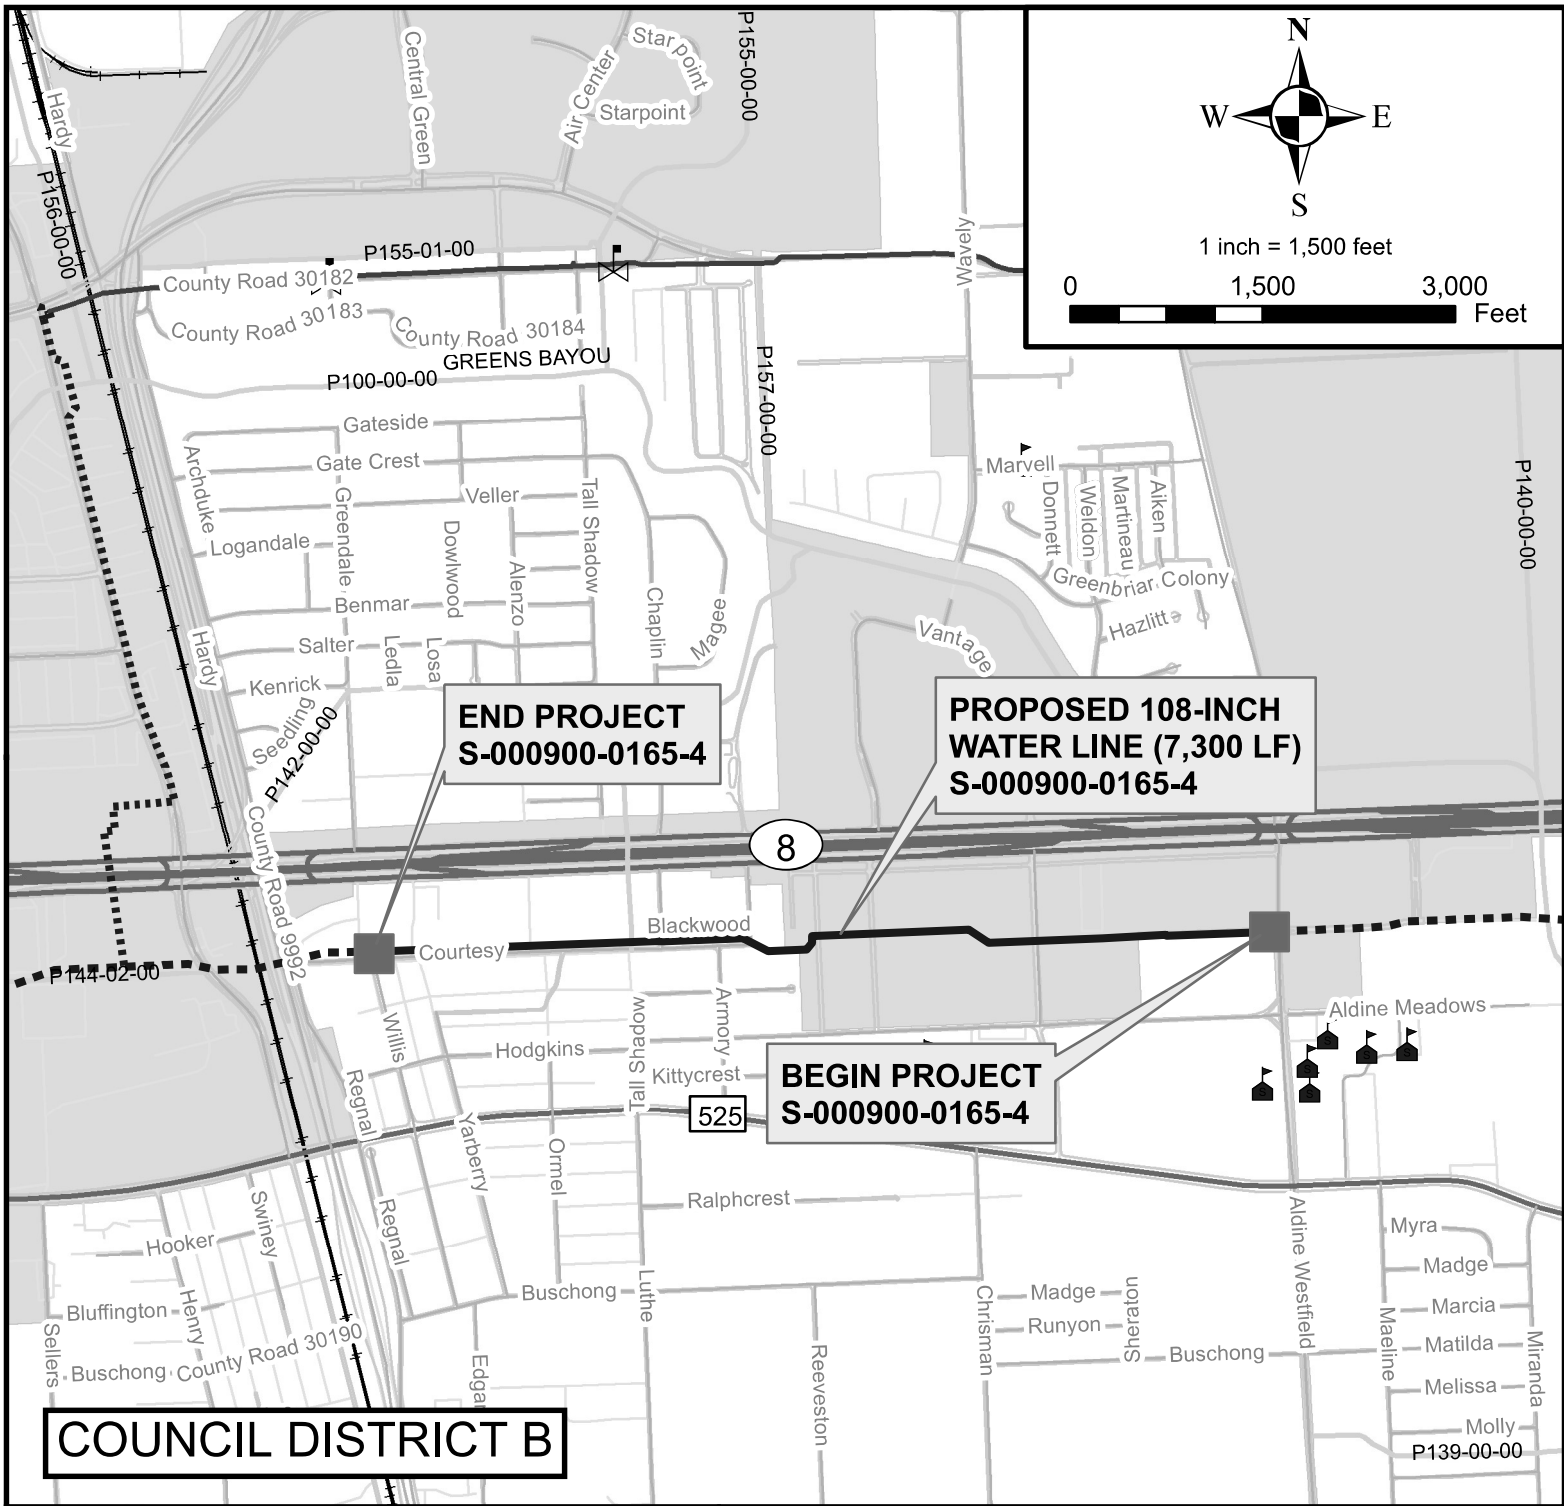 N
W
E
S
1 inch = 1,500 feet
0
1,500
3,000
Feet
Hardy
Central Green
Air Center
Star point
Starpoint
P155-00-00
P156-00-00
Wavely
P155-01-00
County Road 30182
County Road 30183
County Road 30184
GREENS BAYOU
P100-00-00
P157-00-00
Gateside
Gate Crest
Archduke
Greendale
Veller
Tall Shadow
Logandale
Dowlwood
Alenzo
Marvell
Donnett
Weldon
Martineau
Aiken
P140-00-00
Greenbriar Colony
Hazlitt
Benmar
Chaplin
Magee
Vantage
Hardy
Salter
Ledla
Losa
Kenrick
Seedling
P142-00-00
END PROJECT
S-000900-0165-4
PROPOSED 108-INCH
WATER LINE (7,300 LF)
S-000900-0165-4
8
County Road 9992
Blackwood
Courtesy
P144-02-00
Willis
Tall Shadow
Armory
Aldine Meadows
Hodgkins
Kittycrest
BEGIN PROJECT
S-000900-0165-4
S
S
S
S
S
S
Regnal
525
Yarberry
Ormel
Ralphcrest
Swiney
Regnal
Hooker
Aldine Westfield
Myra
Madge
Buschong
Luthe
Bluffington
Henry
Sellers
Chrisman
Madge
Sheraton
Marcia
Runyon
Maeline
Miranda
Matilda
Buschong
Buschong
County Road 30190
Edgar
Reeveston
Melissa
Molly
P139-00-00
COUNCIL DISTRICT B